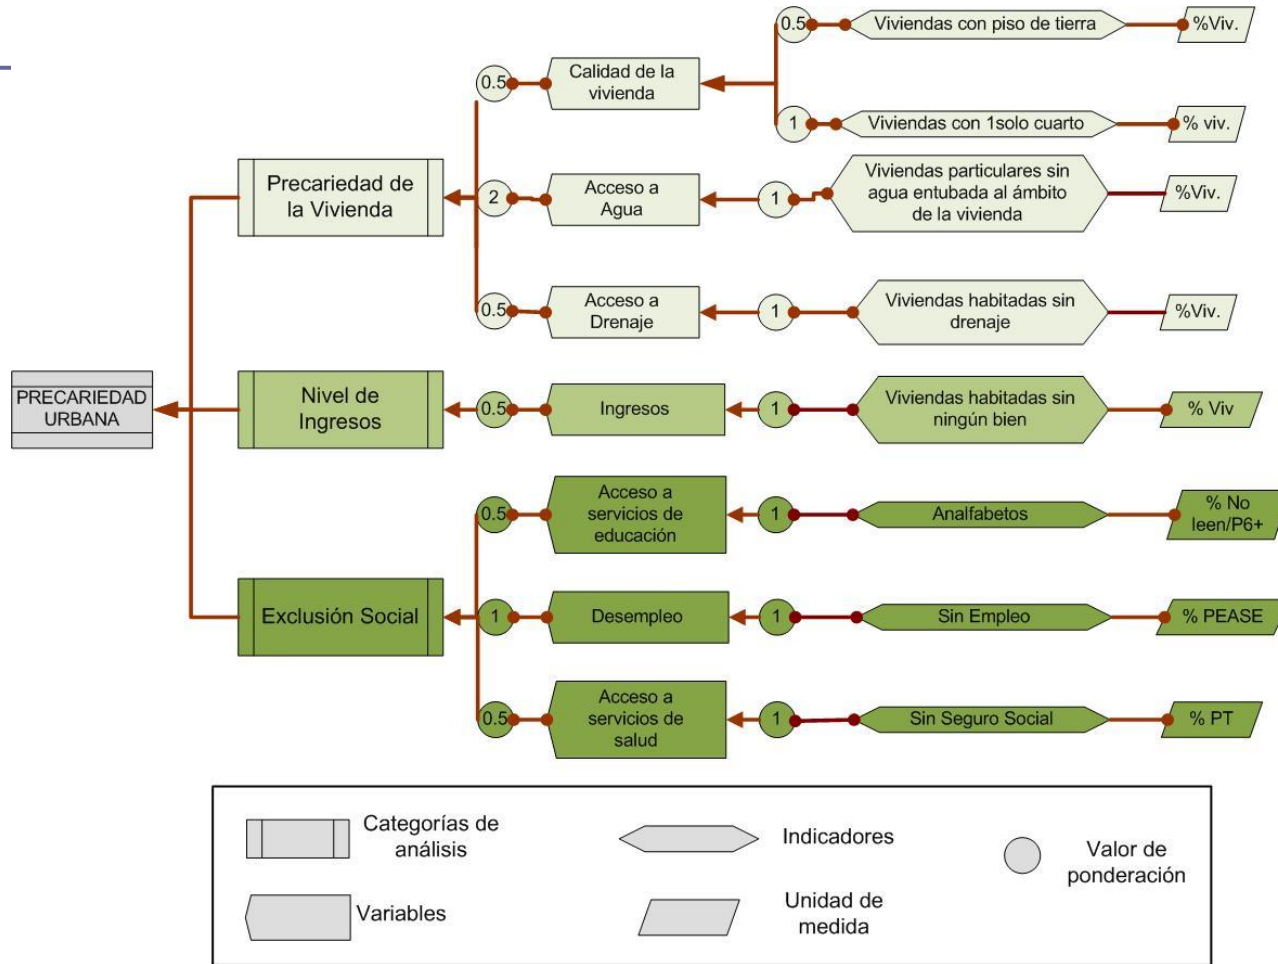 0.5
Viviendas con piso de tierra
%Viv.
0.5
Calidad de la
vivienda
1
Viviendas con 1solo cuarto
% viv.
Precariedad de
la Vivienda
2
Acceso a
Agua
1
Viviendas particulares sin
agua entubada al ámbito
de la vivienda
%Viv.
0.5
Acceso a
Drenaje
1
Viviendas habitadas sin
drenaje
%Viv.
PRECARIEDAD
URBANA
Nivel de
Ingresos
0.5
Ingresos
1
Viviendas habitadas sin
ningún bien
% Viv
0.5
Acceso a
servicios de
educación
1
Analfabetos
% No
leen/P6+
Exclusión Social
1
Desempleo
1
Sin Empleo
% PEASE
0.5
Acceso a
servicios de
salud
1
Sin Seguro Social
% PT
Categorías de
análisis
Indicadores
Valor de
ponderación
Variables
Unidad de
medida